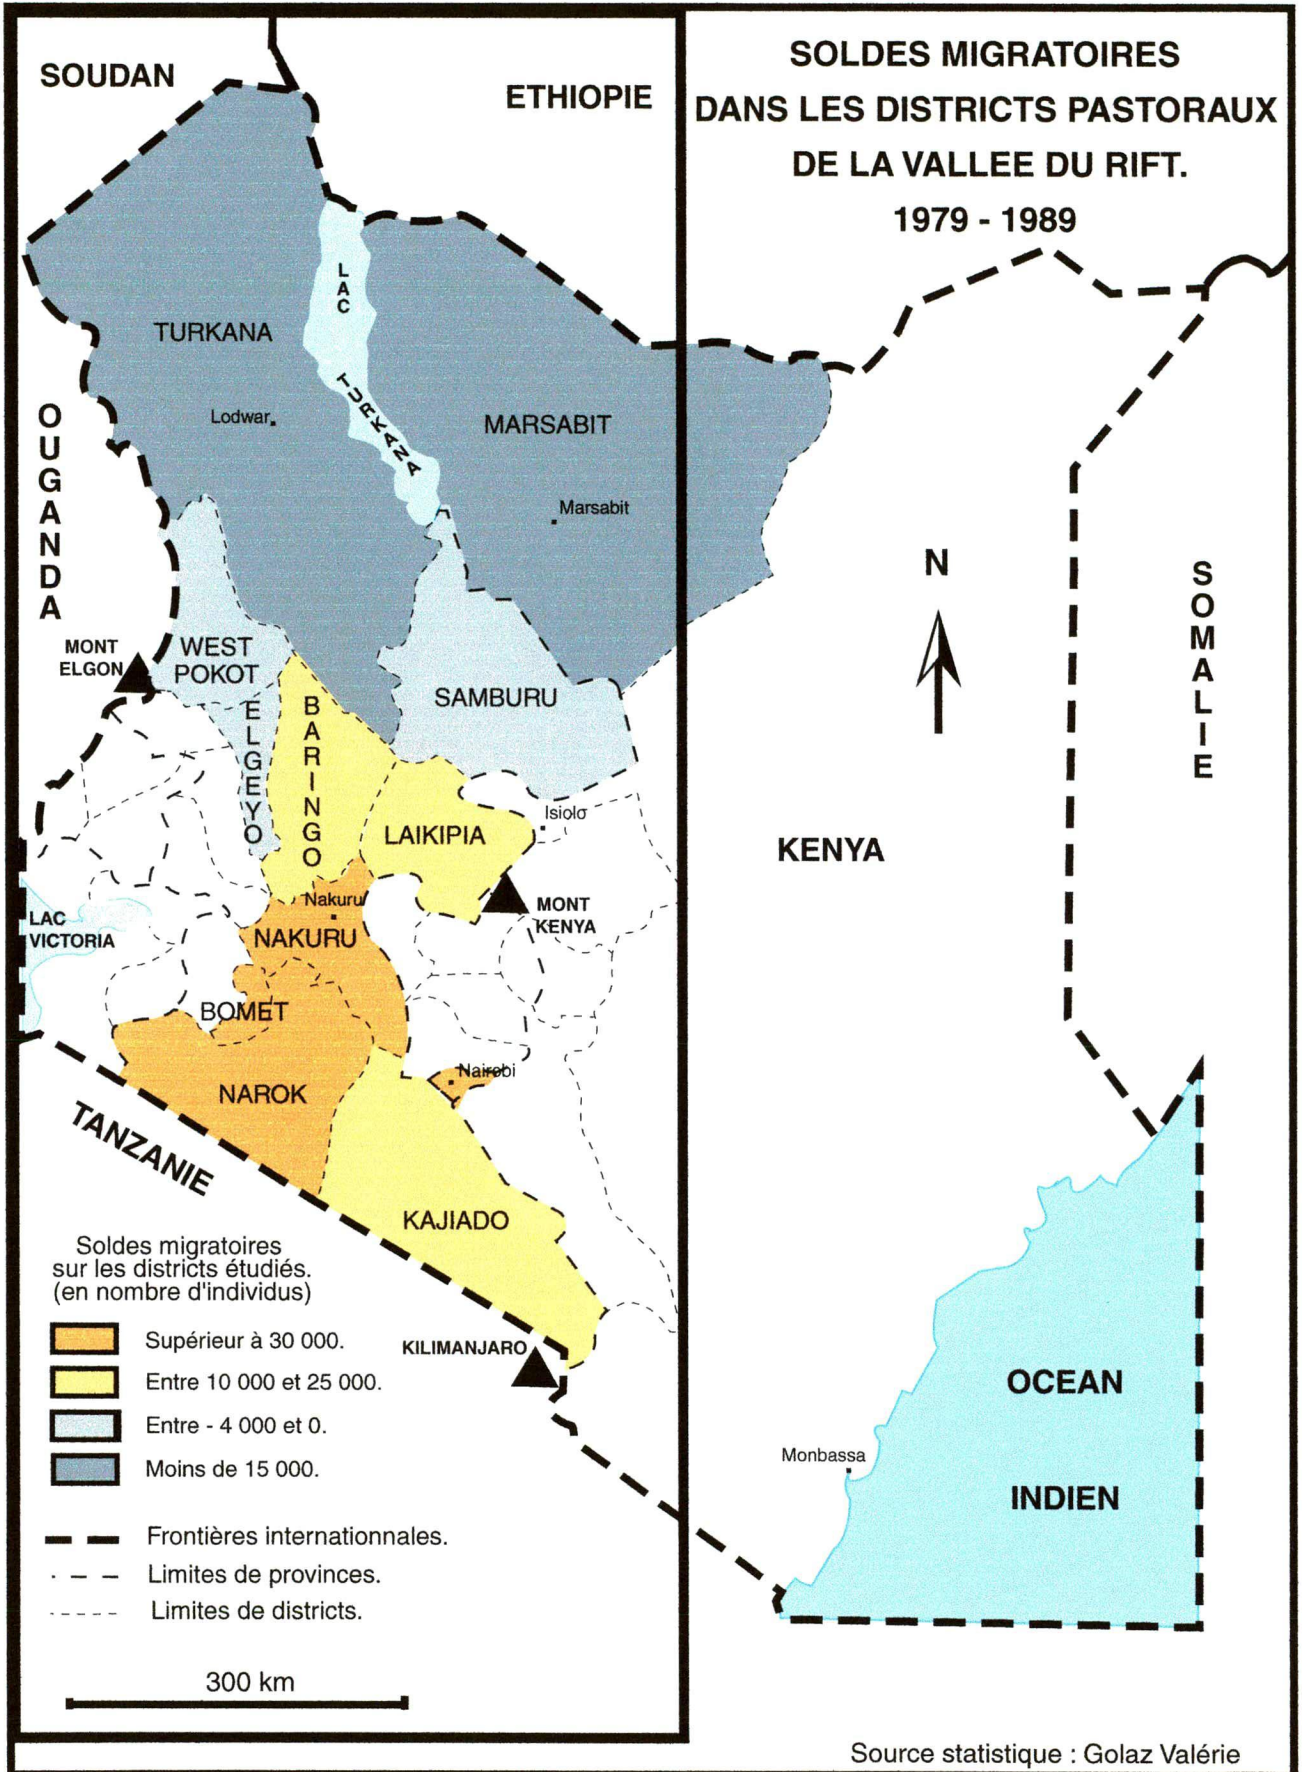 SOLDES MIGRATOIRES
DANS LES DISTRICTS PASTORAUX
DE LA VALLEE DU RIFT.
1979 - 1989
SOUDAN
ETHIOPIE
LAC
TURKANA
TURKANA
Lodwar
MARSABIT
Marsabit
OUGANDA
N
SOMALIE
MONT
ELGON
WEST
POKOT
ELGEYO
BARINGO
SAMBURU
Isiolo
LAIKIPIA
KENYA
MONT
KENYA
LAC
VICTORIA
Nakuru
NAKURU
BOMET
Nairobi
NAROK
TANZANIE
KAJIADO
KILIMANJARO
OCEAN
INDIEN
Monbassa
Soldes migratoires
sur les districts étudiés.
(en nombre d'individus)
Supérieur à 30 000.
Entre 10 000 et 25 000.
Entre - 4 000 et 0.
Moins de 15 000.
Frontières internationnales.
Limites de provinces.
Limites de districts.
300 km
Source statistique : Golaz Valérie